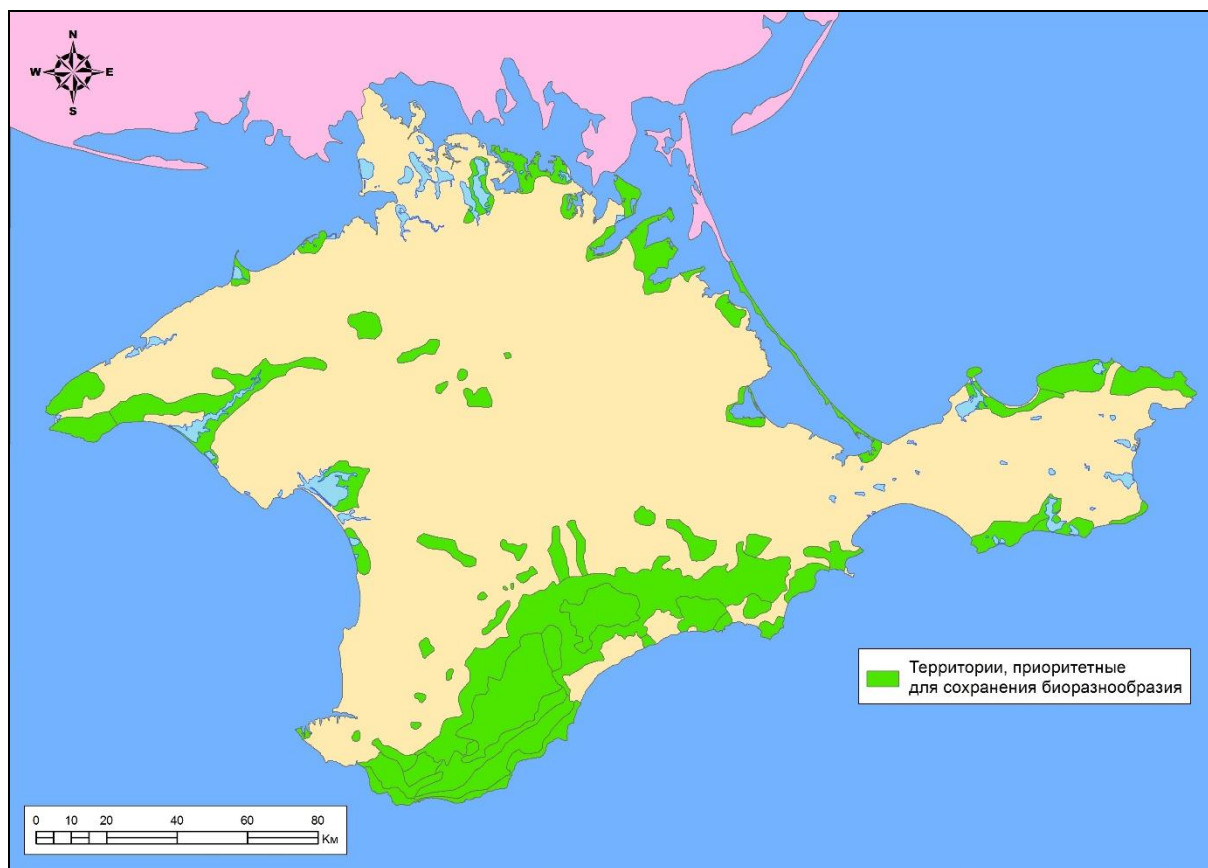 N
W E
S
Территории, приоритетные
для сохранения биоразнообразия
0 10 20 40 60 80
Км